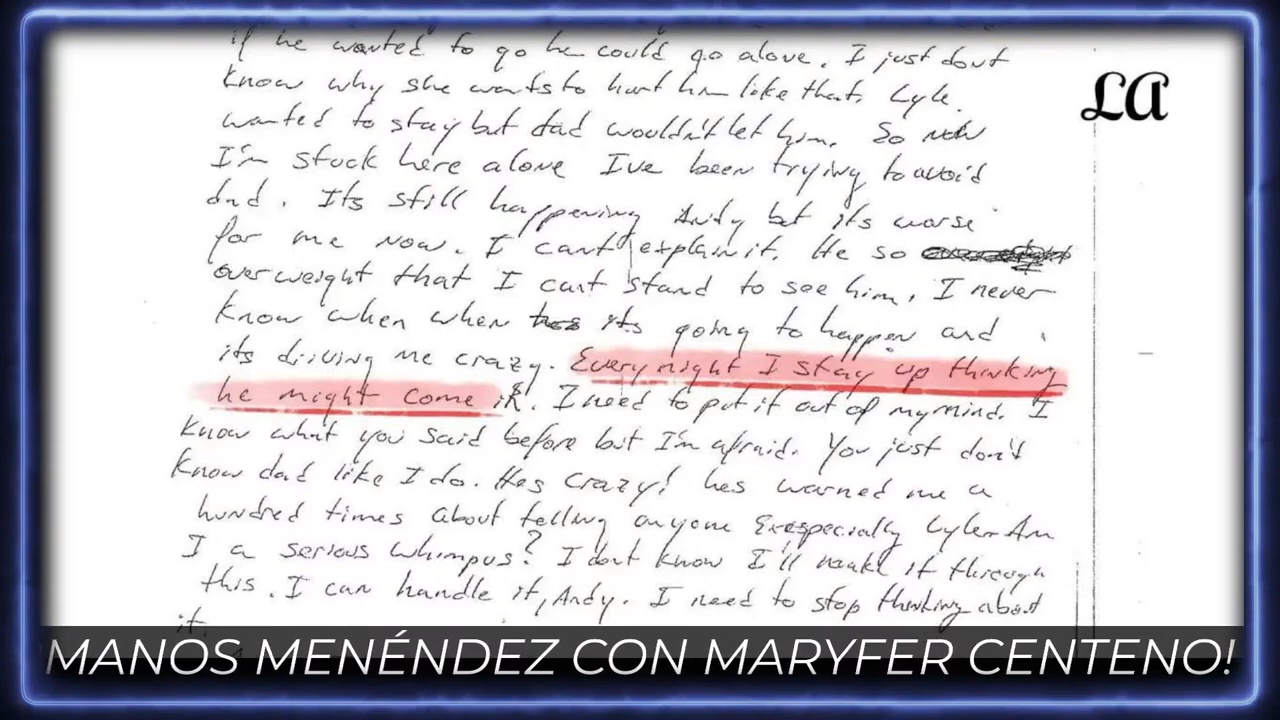 if he wanted to go he could go alone. I just dont
know why she wants to hurt him like that. Lyle
wanted to stay but dad wouldn't let him. So now
I'm stuck here alone I've been trying to avoid
dad. Its still happening Andy but its worse
for me now. I cant explain it. He so
overweight that I cant stand to see him. I never
know when when its going to happen and
its driving me crazy. Every night I stay up thinking
he might come in. I need to put it out of my mind. I
know what you said before but I'm afraid. You just don't
know dad like I do. Hes crazy! hes warned me a
hundred times about telling anyone especially Lyle. Am
I a serious whimpus? I dont know I'll make it through
this. I can handle it, Andy. I need to stop thinking about
it.
LA
MANOS MENÉNDEZ CON MARYFER CENTENO!